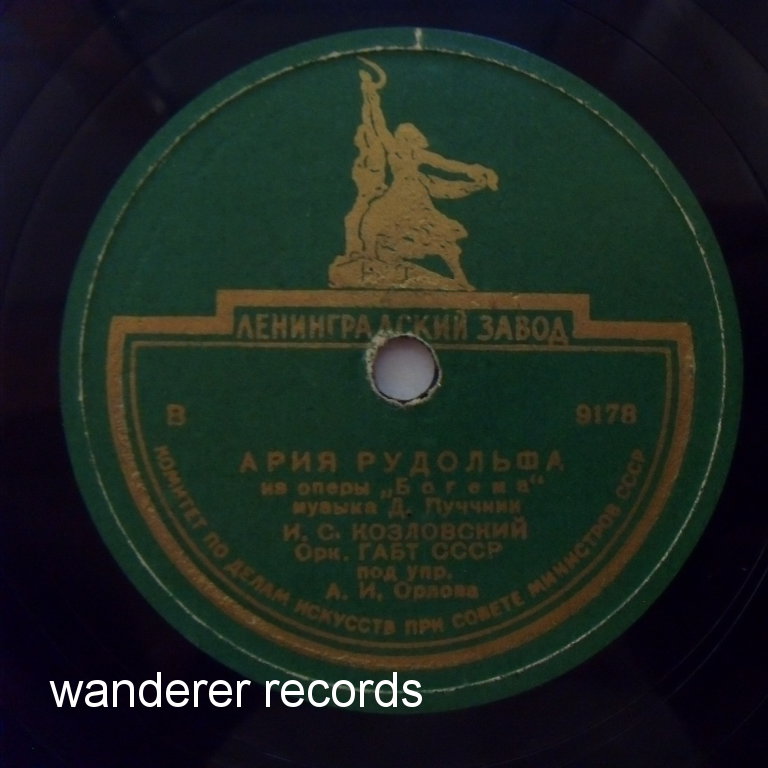 ЛЕНИНГРАДСКИЙ ЗАВОД
В 9178
АРИЯ РУДОЛЬФА
из оперы „Богема“
музыка Д. Пуччини
И. С. КОЗЛОВСКИЙ
Орк. ГАБТ СССР
под упр.
А. И. Орлова
КОМИТЕТ ПО ДЕЛАМ ИСКУССТВ ПРИ СОВЕТЕ МИНИСТРОВ СССР
wanderer records